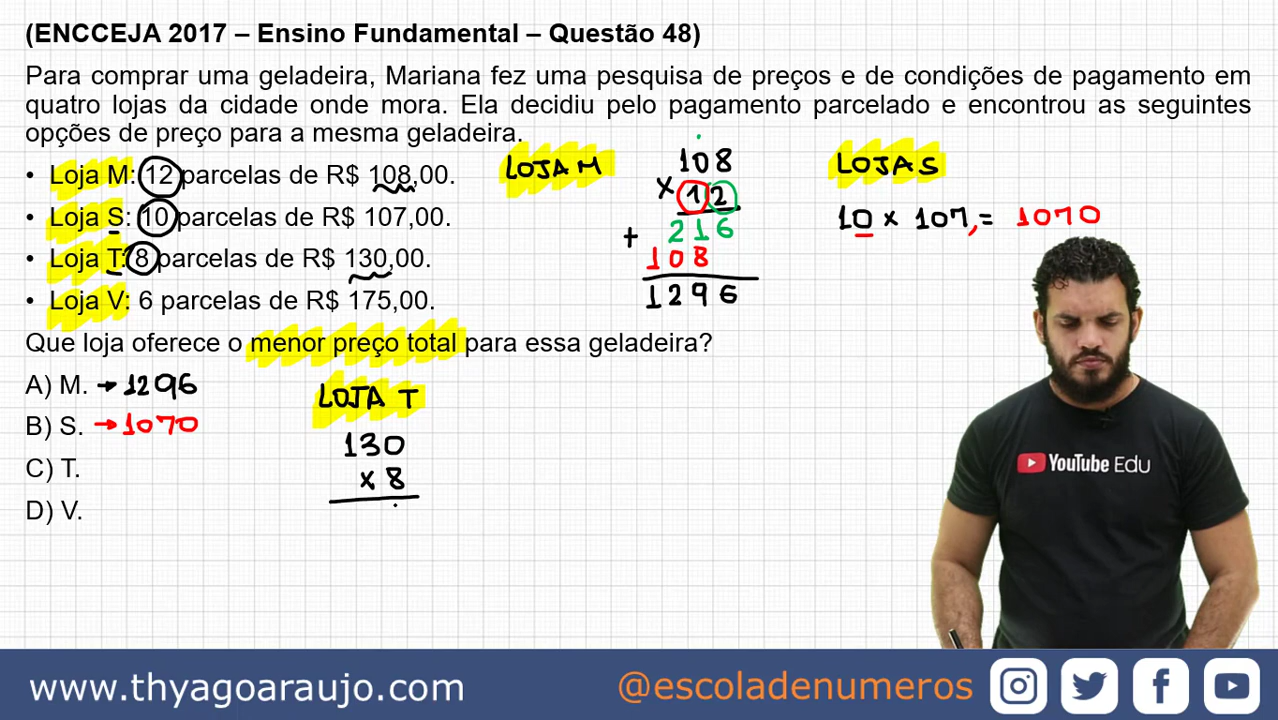 (ENCCEJA 2017 – Ensino Fundamental – Questão 48)
Para comprar uma geladeira, Mariana fez uma pesquisa de preços e de condições de pagamento em
quatro lojas da cidade onde mora. Ela decidiu pelo pagamento parcelado e encontrou as seguintes
opções de preço para a mesma geladeira.
• Loja M: 12 parcelas de R$ 108,00.
• Loja S: 10 parcelas de R$ 107,00.
• Loja T: 8 parcelas de R$ 130,00.
• Loja V: 6 parcelas de R$ 175,00.
LOJA M
108
× 12
216
+
108
1296
LOJA S
10 × 107, = 1070
Que loja oferece o menor preço total para essa geladeira?
A) M. → 1296
B) S. → 1070
C) T.
D) V.
LOJA T
130
× 8
YouTube Edu
www.thyagoaraujo.com
@escoladenumeros